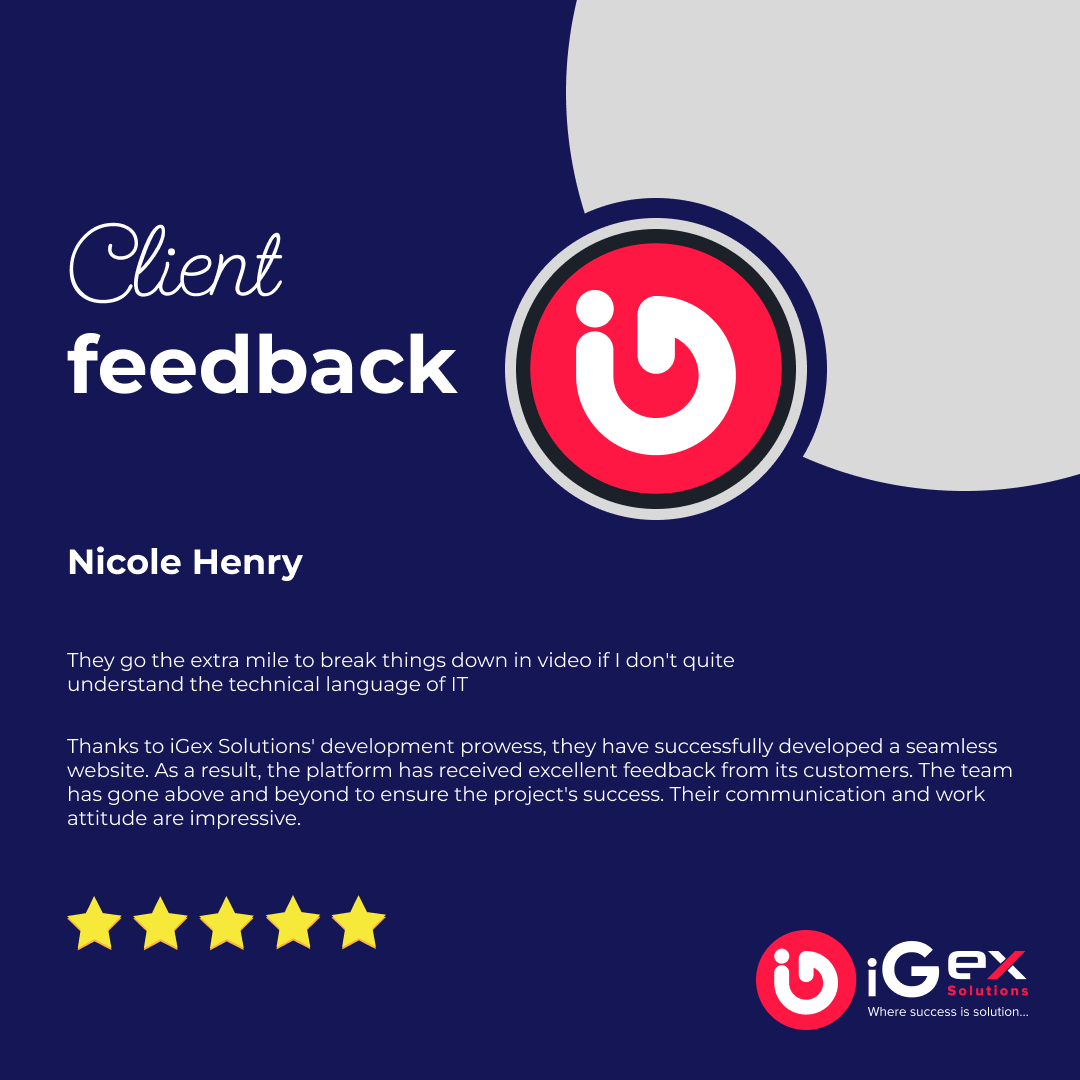 Client
feedback
Nicole Henry
They go the extra mile to break things down in video if I don't quite
understand the technical language of IT
Thanks to iGex Solutions' development prowess, they have successfully developed a seamless
website. As a result, the platform has received excellent feedback from its customers. The team
has gone above and beyond to ensure the project's success. Their communication and work
attitude are impressive.
iGex
Solutions
Where success is solution...